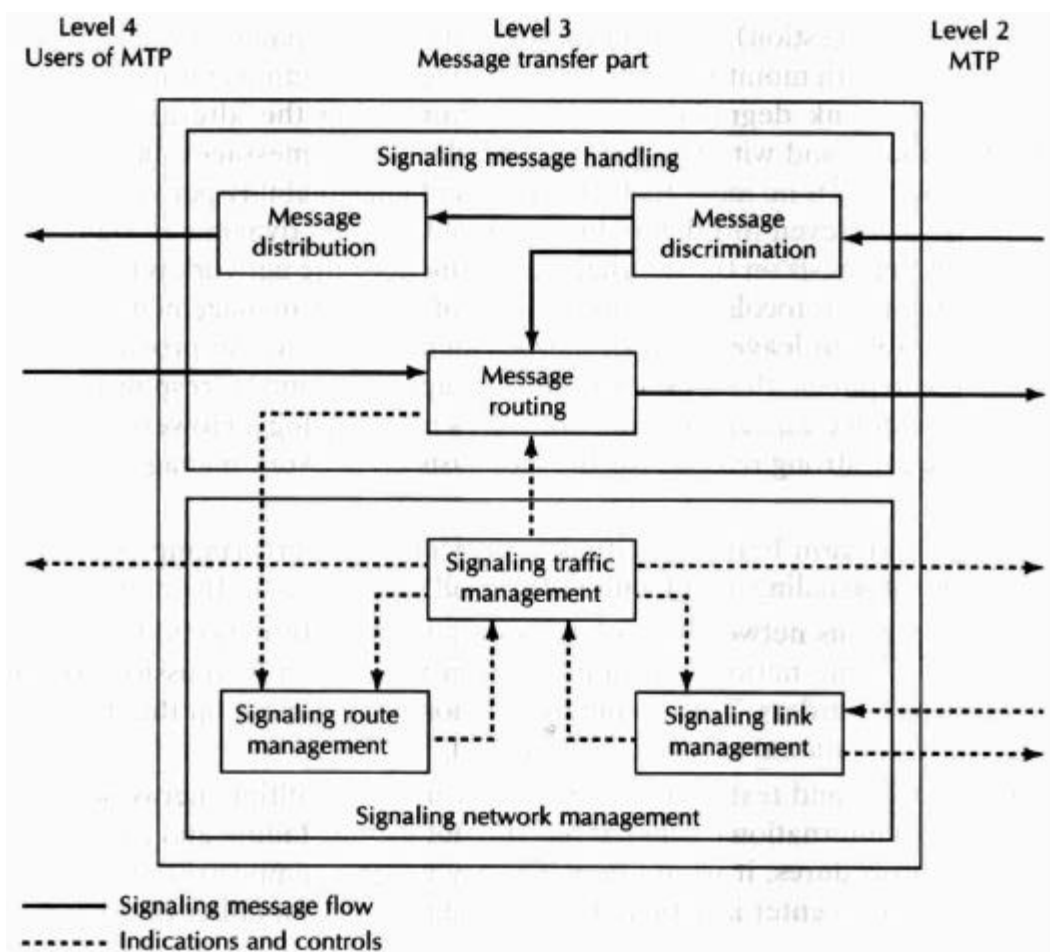 Level 4
Users of MTP
Level 3
Message transfer part
Level 2
MTP
Signaling message handling
Message
distribution
Message
discrimination
Message
routing
Signaling traffic
management
Signaling route
management
Signaling link
management
Signaling network management
Signaling message flow
Indications and controls